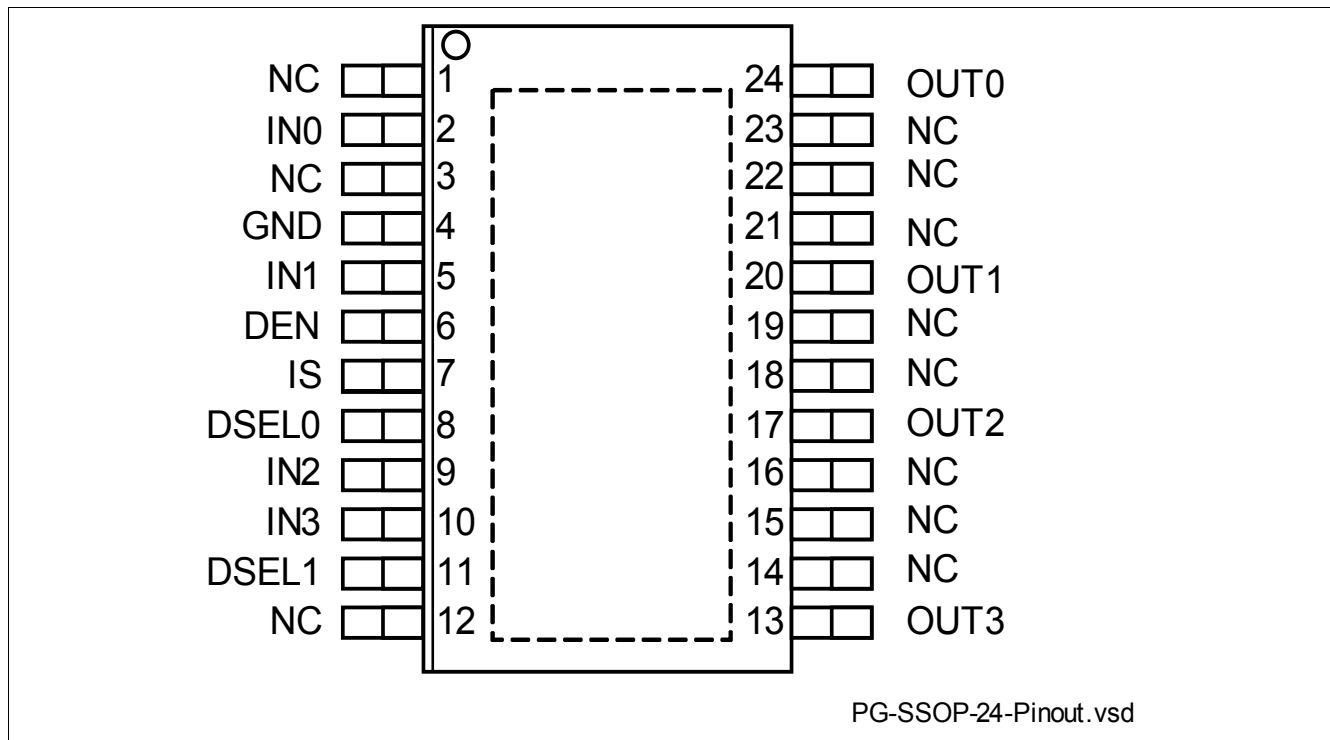 NC 1 24 OUT0
IN0 2 23 NC
NC 3 22 NC
GND 4 21 NC
IN1 5 20 OUT1
DEN 6 19 NC
IS 7 18 NC
DSEL0 8 17 OUT2
IN2 9 16 NC
IN3 10 15 NC
DSEL1 11 14 NC
NC 12 13 OUT3
PG-SSOP-24-Pinout.vsd